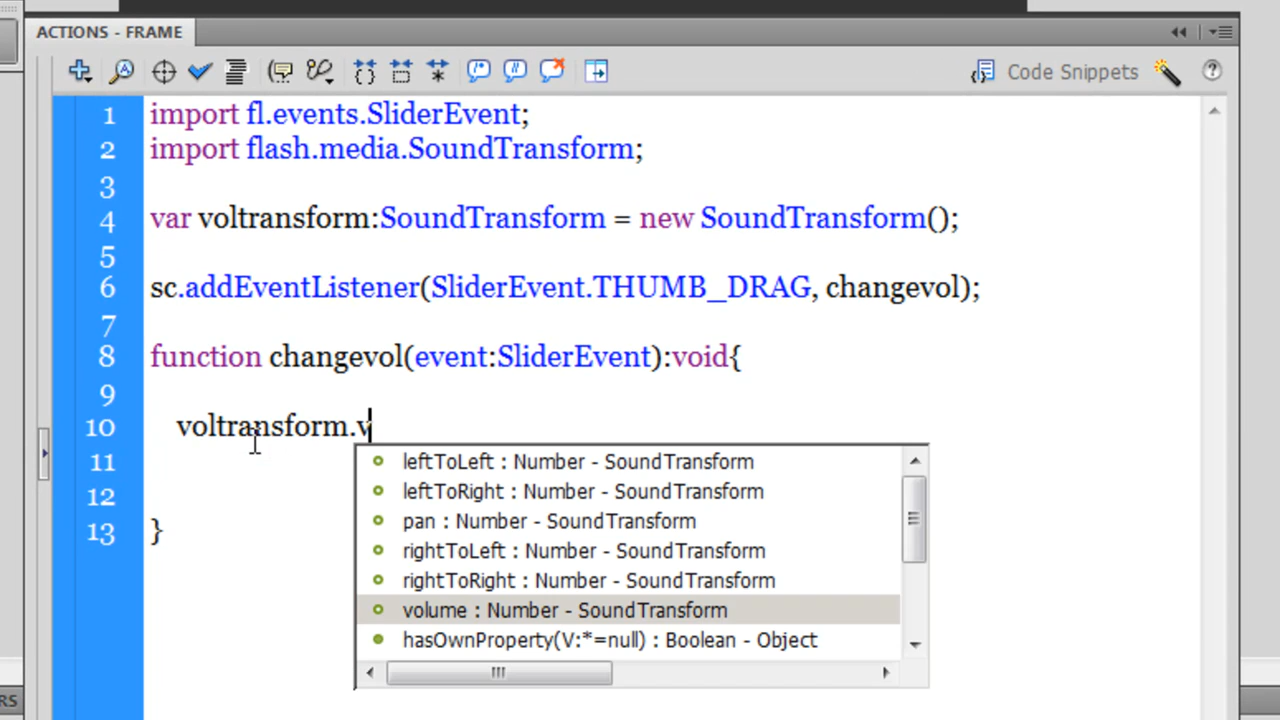 ACTIONS - FRAME
Code Snippets
1 import fl.events.SliderEvent;
2 import flash.media.SoundTransform;
3
4 var voltransform:SoundTransform = new SoundTransform();
5
6 sc.addEventListener(SliderEvent.THUMB_DRAG, changevol);
7
8 function changevol(event:SliderEvent):void{
9
10 voltransform.v
leftToLeft : Number - SoundTransform
leftToRight : Number - SoundTransform
pan : Number - SoundTransform
rightToLeft : Number - SoundTransform
rightToRight : Number - SoundTransform
volume : Number - SoundTransform
hasOwnProperty(V:*=null) : Boolean - Object
11
12
13 }
RS